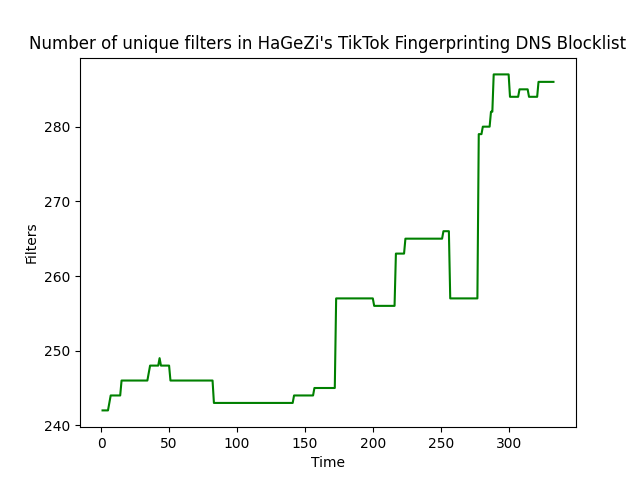 Number of unique filters in HaGeZi's TikTok Fingerprinting DNS Blocklist
280
270
260
250
240
Filters
0 50 100 150 200 250 300
Time